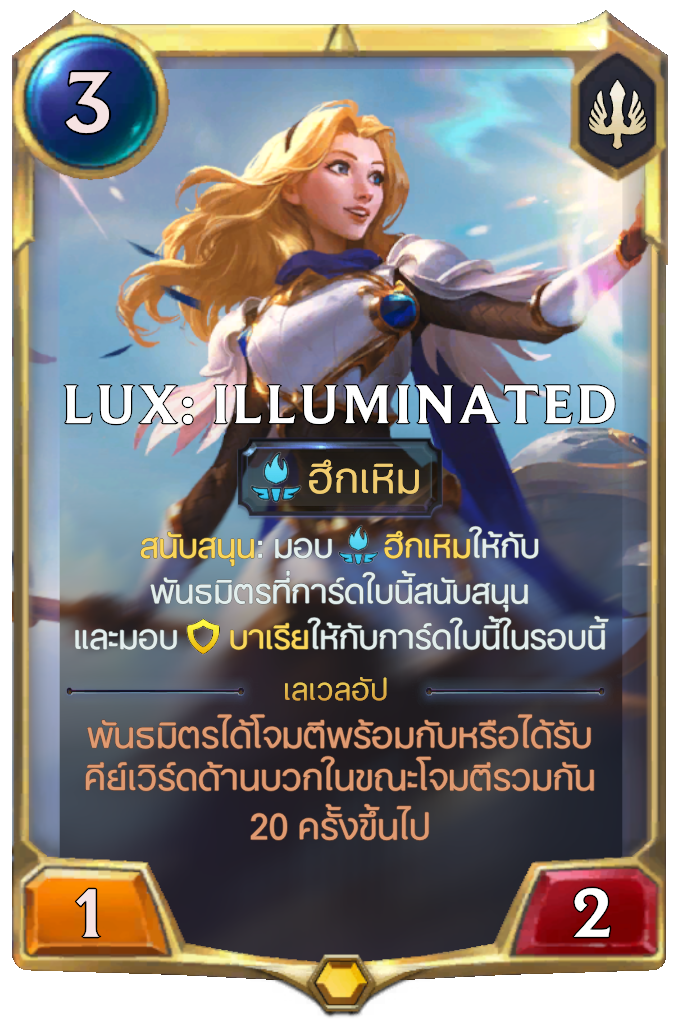 3
LUX: ILLUMINATED
ฮึกเหิม
สนับสนุน: มอบ ฮึกเหิมให้กับ
พันธมิตรที่การ์ดใบนี้สนับสนุน
และมอบ บาเรียให้กับการ์ดใบนี้ในรอบนี้
เลเวลอัป
พันธมิตรได้โจมตีพร้อมกับหรือได้รับ
คีย์เวิร์ดด้านบวกในขณะโจมตีรวมกัน
20 ครั้งขึ้นไป
1
2